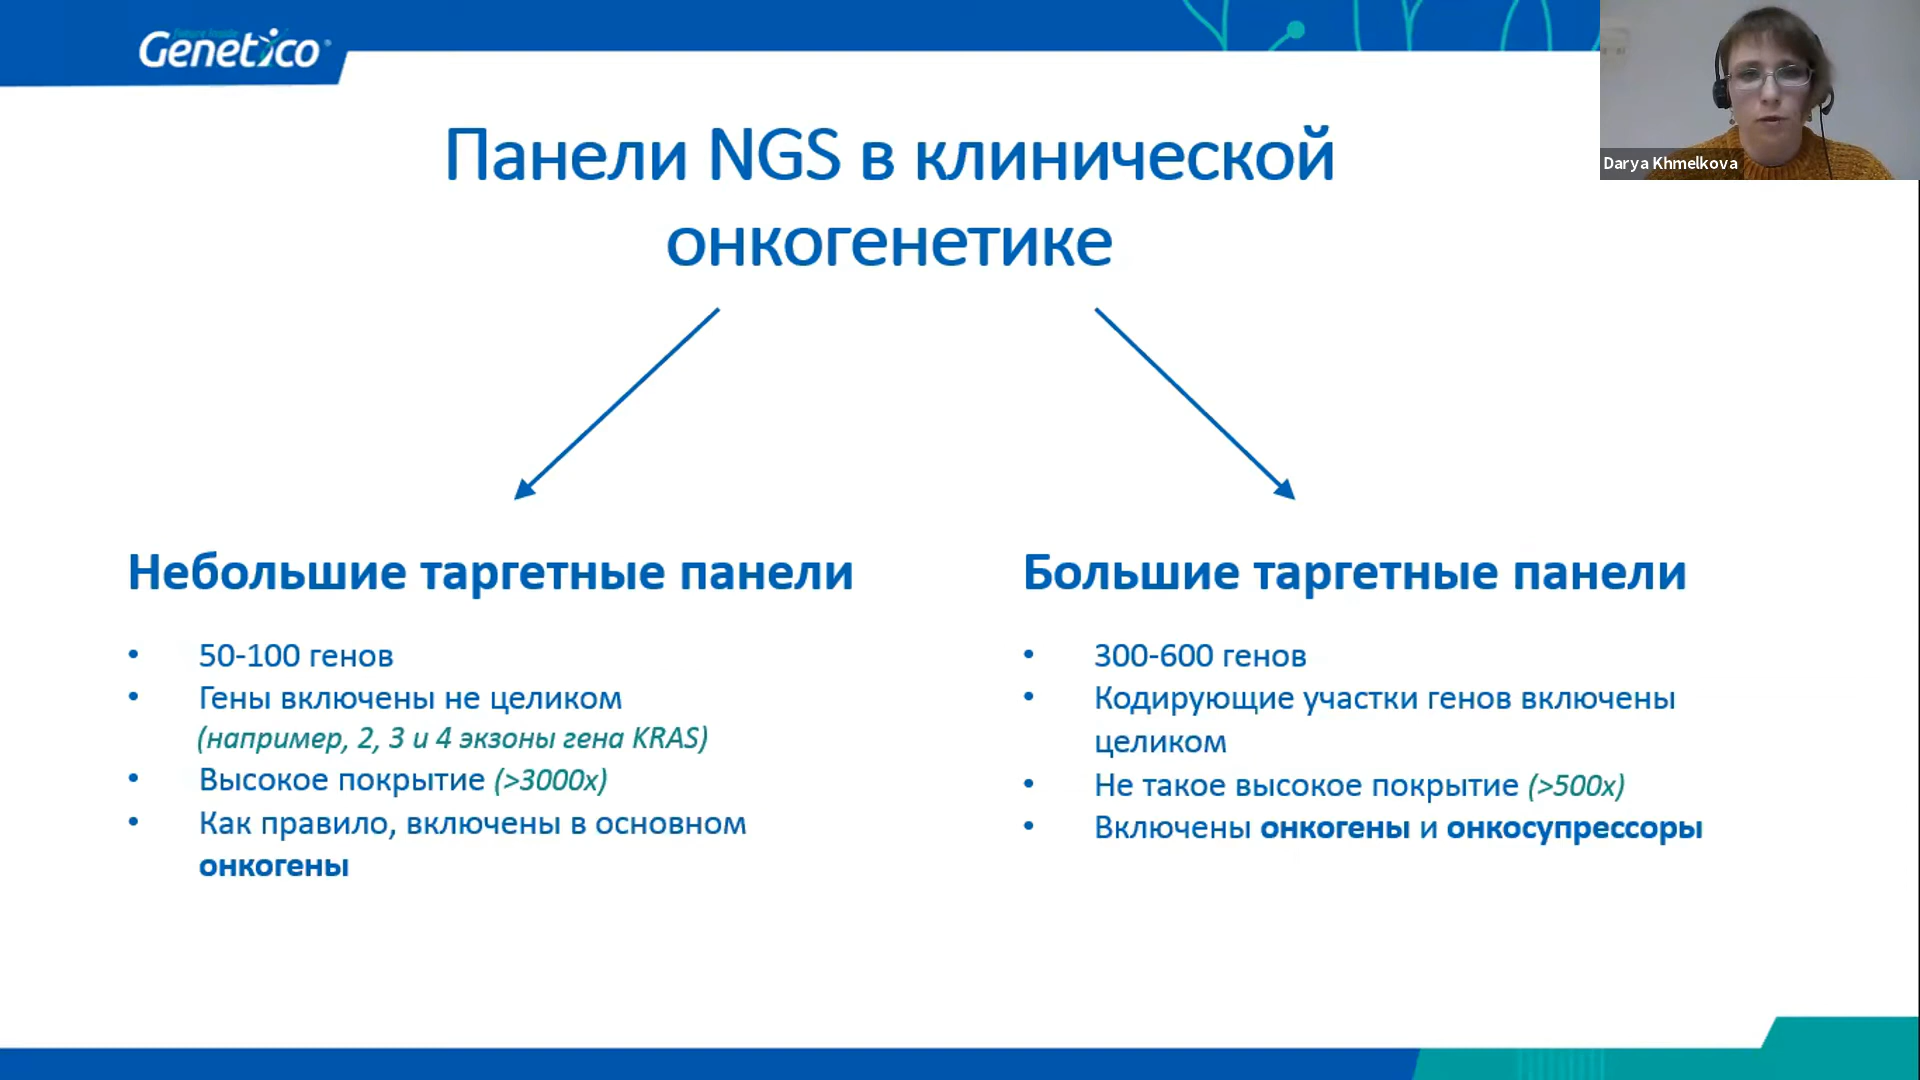 Genetico
Darya Khmelkova
Панели NGS в клинической
онкогенетике
Небольшие таргетные панели
• 50-100 генов
• Гены включены не целиком
(например, 2, 3 и 4 экзоны гена KRAS)
• Высокое покрытие (>3000x)
• Как правило, включены в основном
онкогены
Большие таргетные панели
• 300-600 генов
• Кодирующие участки генов включены
целиком
• Не такое высокое покрытие (>500x)
• Включены онкогены и онкосупрессоры